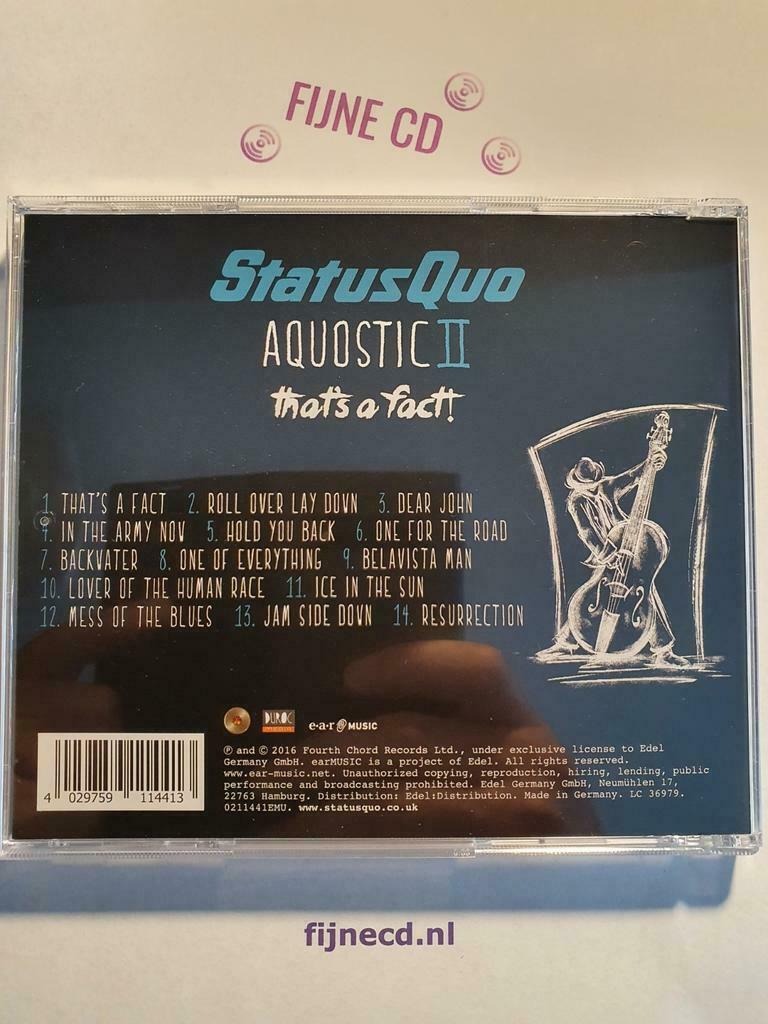 FIJNE CD
StatusQuo
AQUOSTIC II
that's a fact!
1. THAT'S A FACT 2. ROLL OVER LAY DOWN 3. DEAR JOHN
4. IN THE ARMY NOW 5. HOLD YOU BACK 6. ONE FOR THE ROAD
7. BACKWATER 8. ONE OF EVERYTHING 9. BELAVISTA MAN
10. LOVER OF THE HUMAN RACE 11. ICE IN THE SUN
12. MESS OF THE BLUES 13. JAM SIDE DOWN 14. RESURRECTION
DUROC
e·a·r MUSIC
℗ and © 2016 Fourth Chord Records Ltd., under exclusive license to Edel
Germany GmbH. earMUSIC is a project of Edel. All rights reserved.
www.ear-music.net. Unauthorized copying, reproduction, hiring, lending, public
performance and broadcasting prohibited. Edel Germany GmbH, Neumühlen 17,
22763 Hamburg. Distribution: Edel:Distribution. Made in Germany. LC 36979.
0211441EMU. www.statusquo.co.uk
4 029759 114413
fijnecd.nl